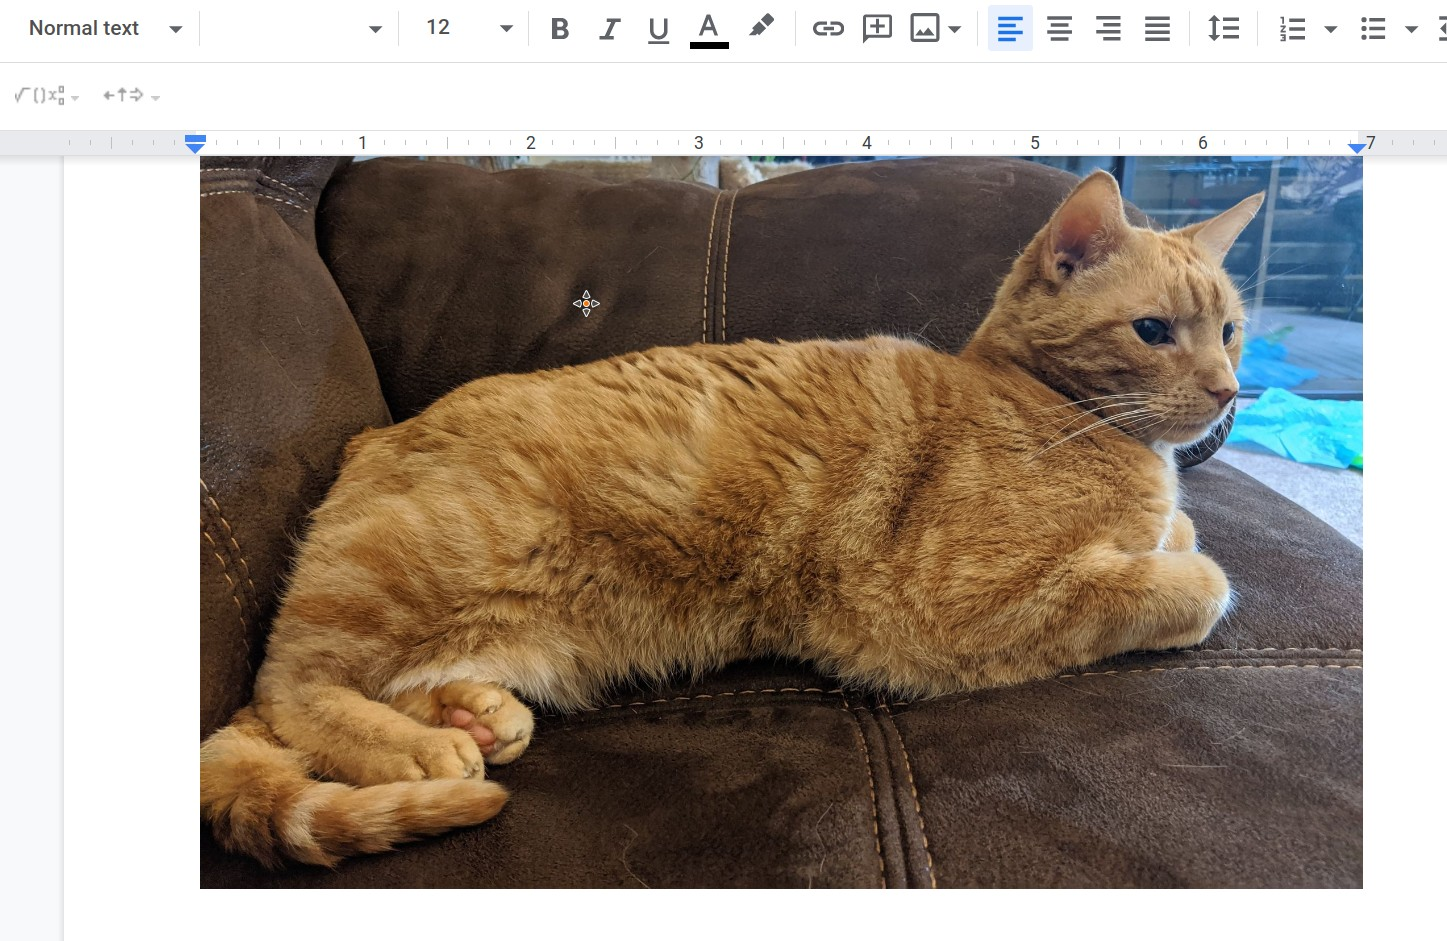 Normal text 12 B I U A
√ () x
1 2 3 4 5 6 7